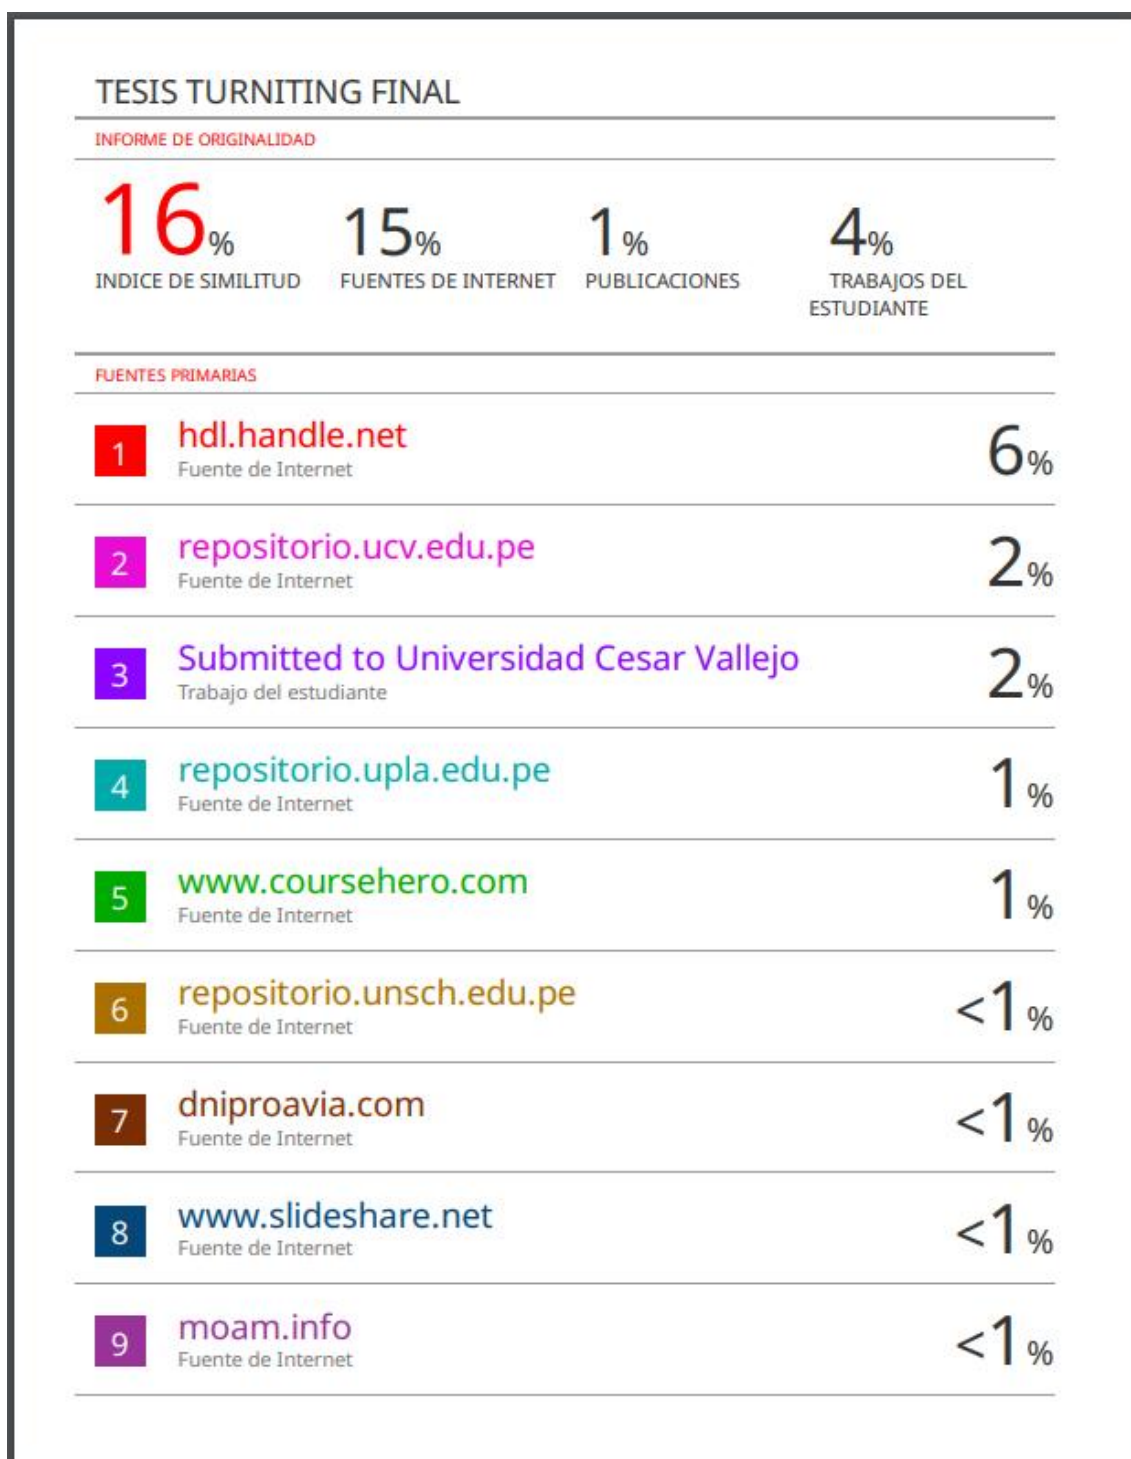 TESIS TURNITING FINAL
INFORME DE ORIGINALIDAD
16% 15% 1% 4%
INDICE DE SIMILITUD FUENTES DE INTERNET PUBLICACIONES TRABAJOS DEL
ESTUDIANTE
FUENTES PRIMARIAS
1 hdl.handle.net 6%
Fuente de Internet
2 repositorio.ucv.edu.pe 2%
Fuente de Internet
3 Submitted to Universidad Cesar Vallejo 2%
Trabajo del estudiante
4 repositorio.upla.edu.pe 1%
Fuente de Internet
5 www.coursehero.com 1%
Fuente de Internet
6 repositorio.unsch.edu.pe <1%
Fuente de Internet
7 dniproavia.com <1%
Fuente de Internet
8 www.slideshare.net <1%
Fuente de Internet
9 moam.info <1%
Fuente de Internet